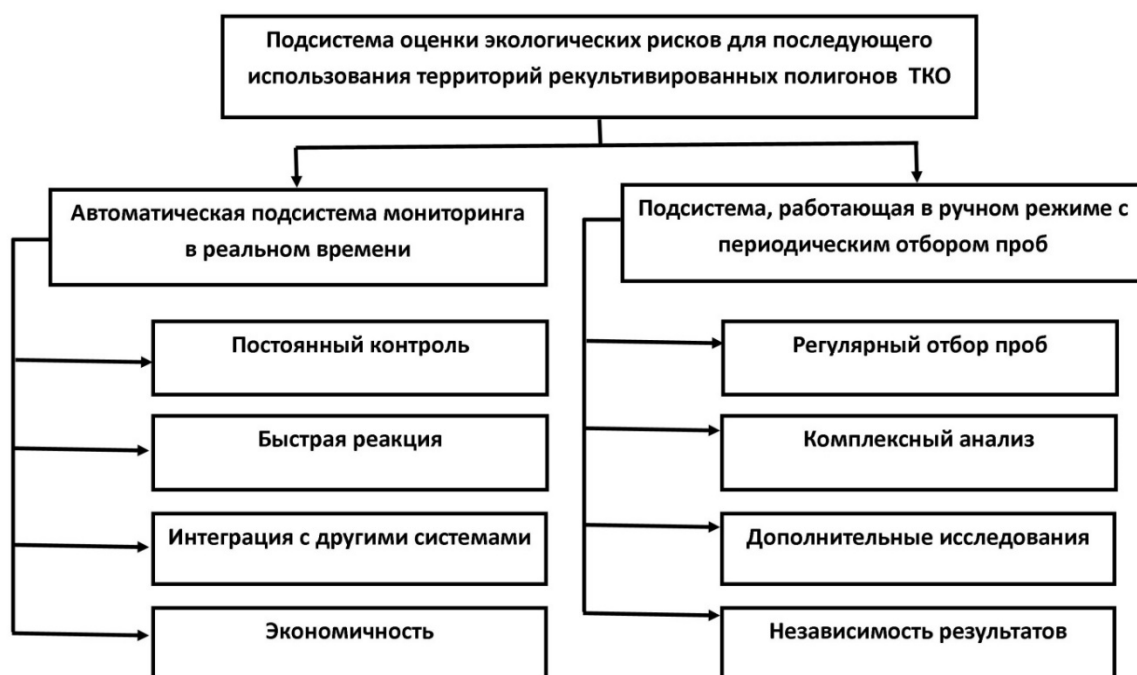 Подсистема оценки экологических рисков для последующего
использования территорий рекультивированных полигонов ТКО
Автоматическая подсистема мониторинга
в реальном времени
Постоянный контроль
Быстрая реакция
Интеграция с другими системами
Экономичность
Подсистема, работающая в ручном режиме с
периодическим отбором проб
Регулярный отбор проб
Комплексный анализ
Дополнительные исследования
Независимость результатов